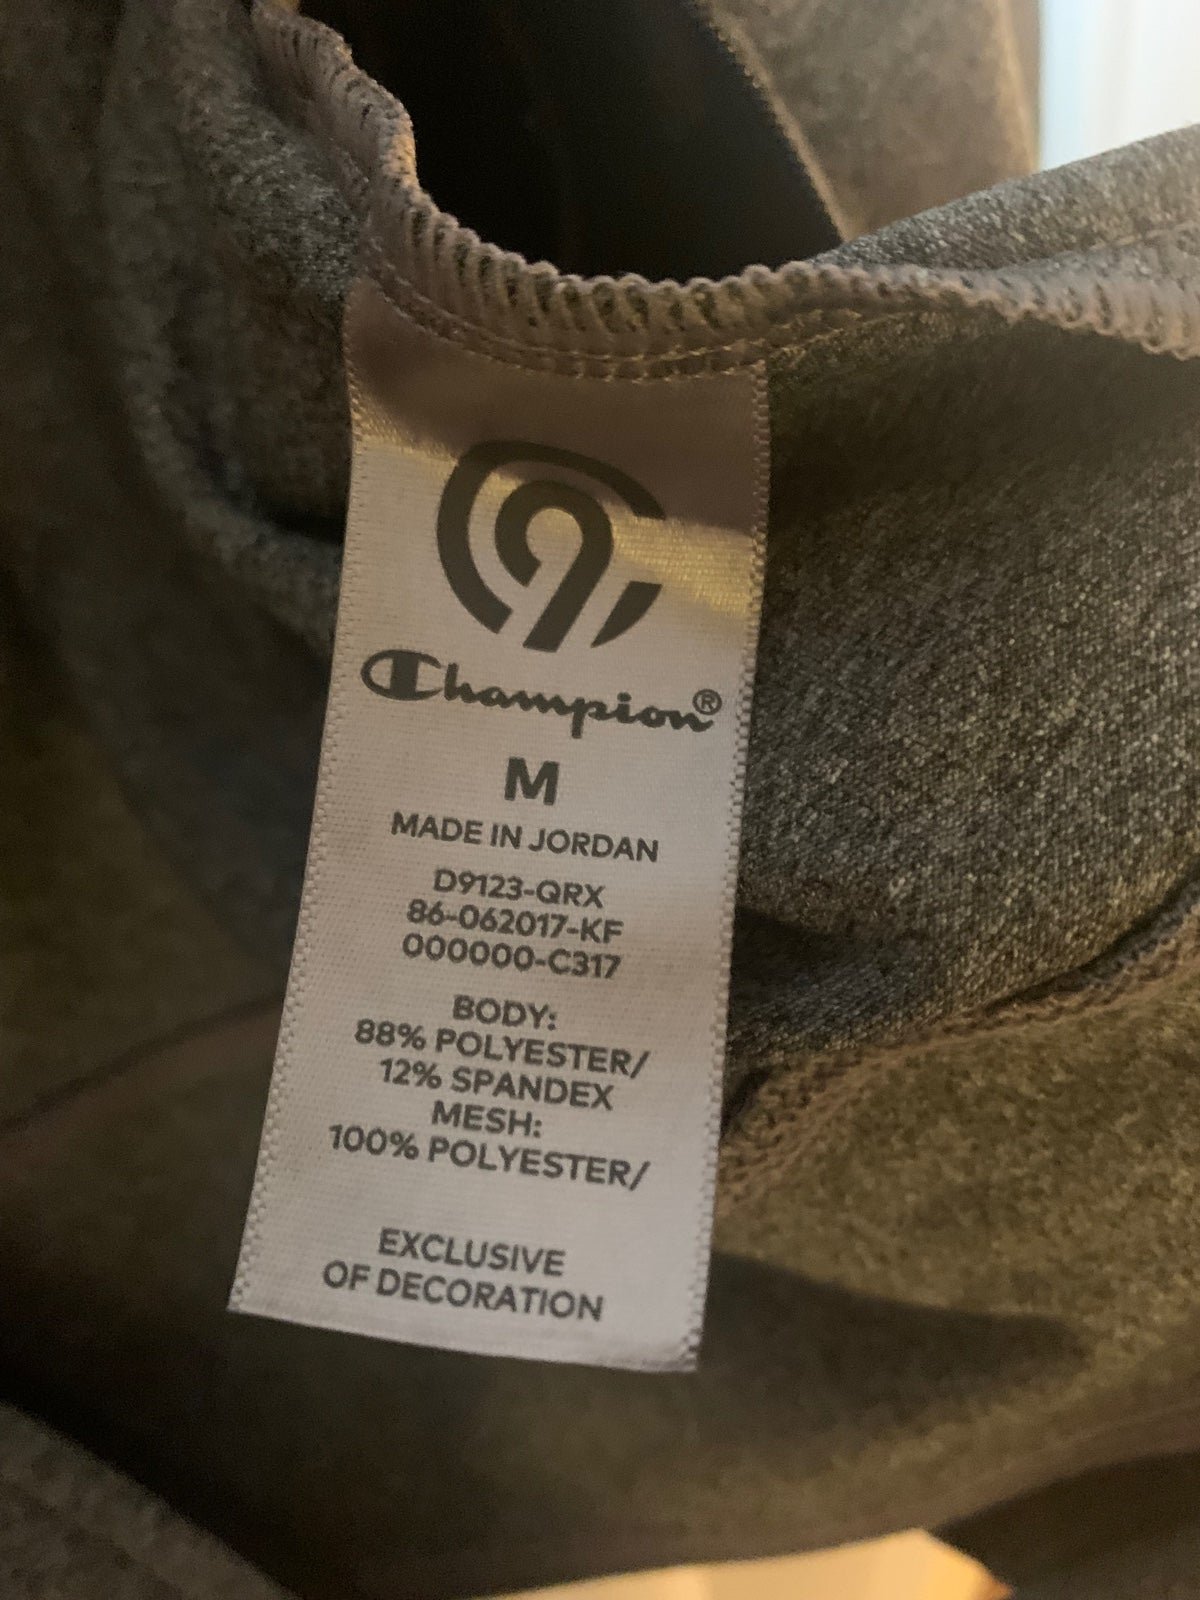 C9
Champion®
M
MADE IN JORDAN
D9123-QRX
86-062017-KF
000000-C317
BODY:
88% POLYESTER/
12% SPANDEX
MESH:
100% POLYESTER/
EXCLUSIVE
OF DECORATION